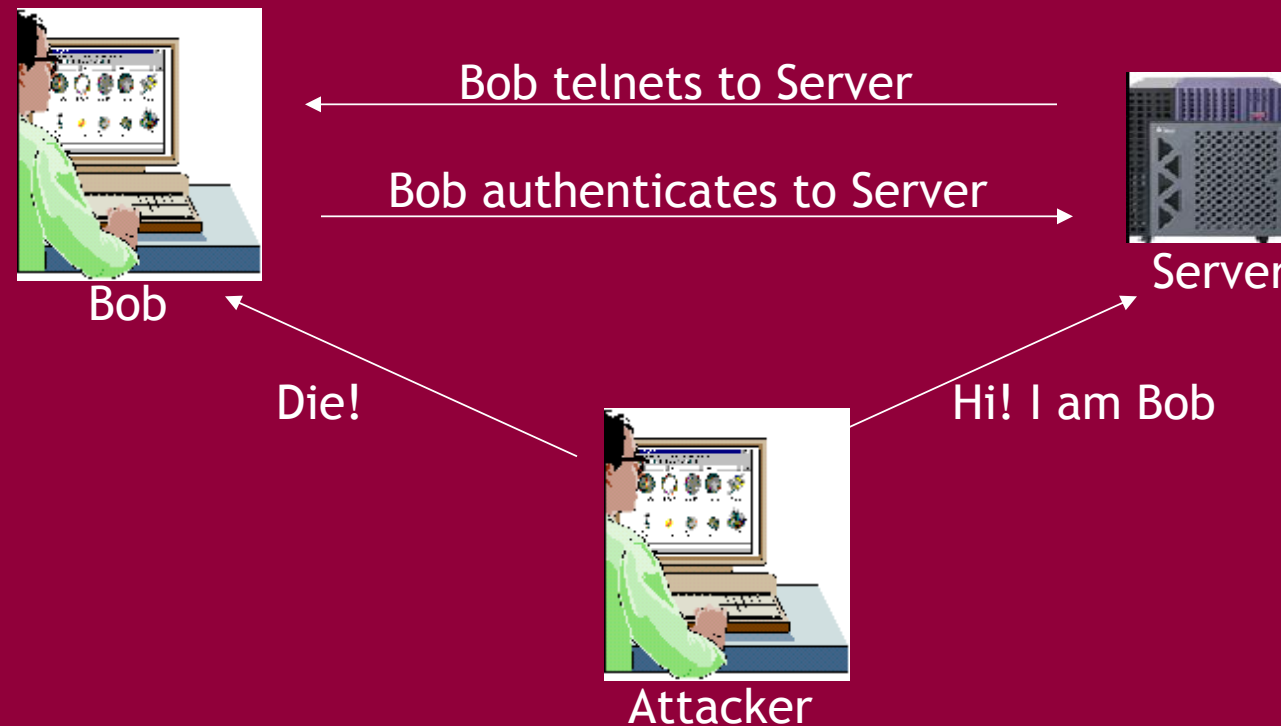 Bob telnets to Server
Bob authenticates to Server
Bob
Server
Die!
Hi! I am Bob
Attacker